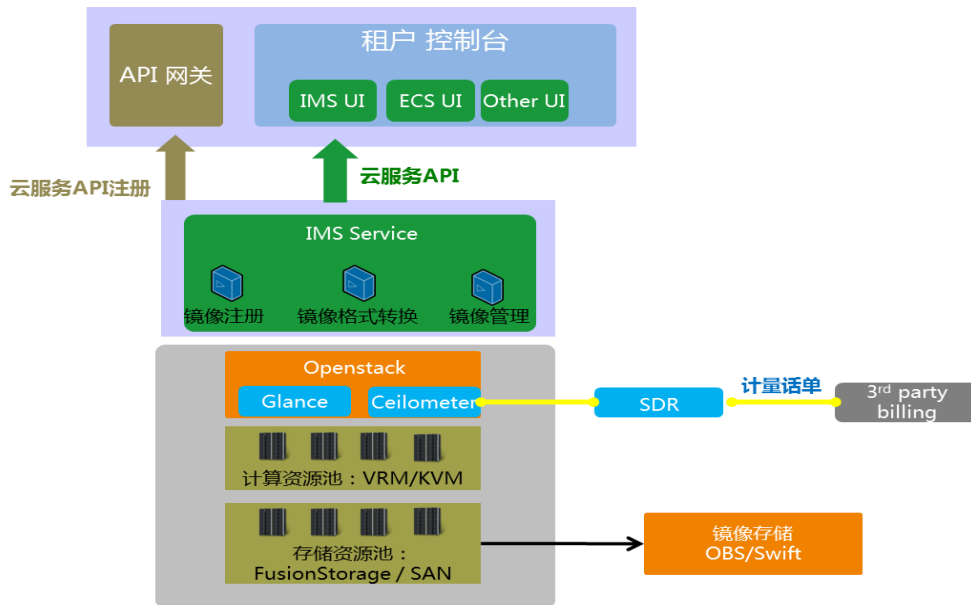 租户 控制台
API 网关
IMS UI
ECS UI
Other UI
云服务API注册
云服务API
IMS Service
镜像注册
镜像格式转换
镜像管理
Openstack
Glance
Ceilometer
SDR
计量话单
3rd party
billing
计算资源池：VRM/KVM
存储资源池：
FusionStorage / SAN
镜像存储
OBS/Swift